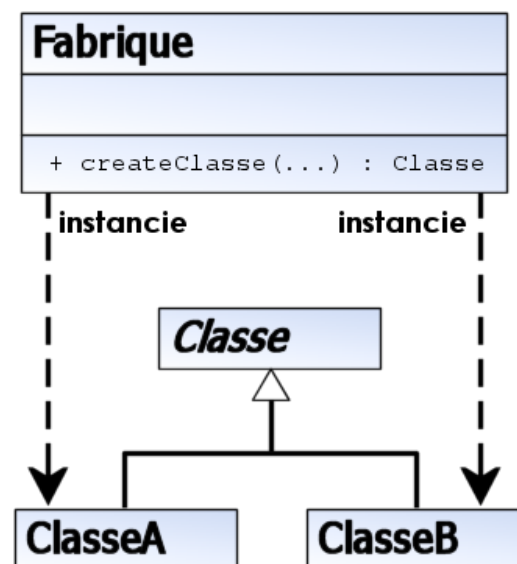 Fabrique
+ createClasse(...) : Classe
instancie instancie
Classe
ClasseA ClasseB